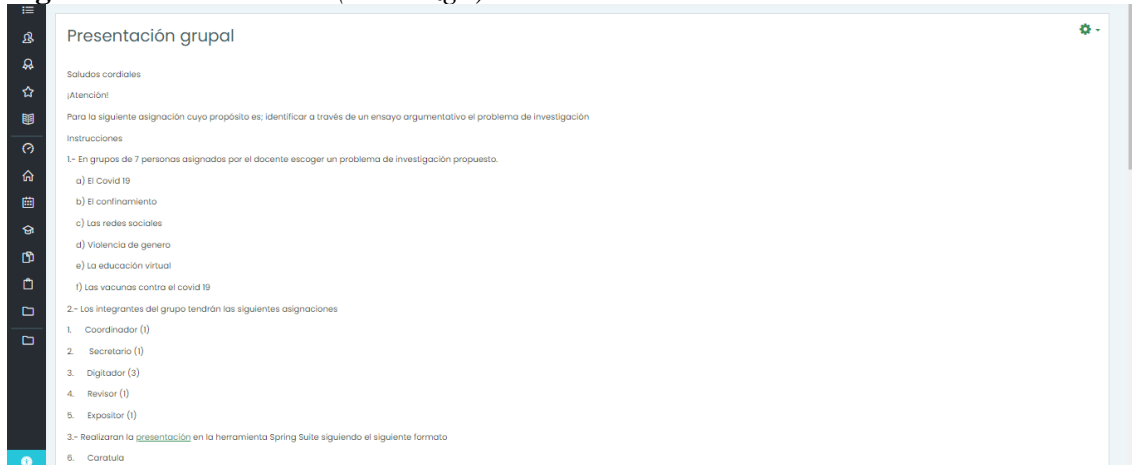 Presentación grupal
Saludos cordiales
¡Atención!
Para la siguiente asignación cuyo propósito es; identificar a través de un ensayo argumentativo el problema de investigación
Instrucciones
1.- En grupos de 7 personas asignados por el docente escoger un problema de investigación propuesto.
a) El Covid 19
b) El confinamiento
c) Las redes sociales
d) Violencia de genero
e) La educación virtual
f) Las vacunas contra el covid 19
2.- Los integrantes del grupo tendrán las siguientes asignaciones
1. Coordinador (1)
2. Secretario (1)
3. Digitador (3)
4. Revisor (1)
5. Expositor (1)
3.- Realizaran la presentación en la herramienta Spring Suite siguiendo el siguiente formato
6. Caratula